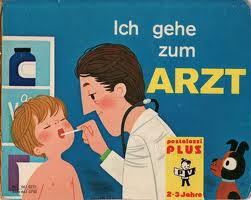 Ich gehe
zum
ARZT
pestalozzi
PLUS
2-3 Jahre